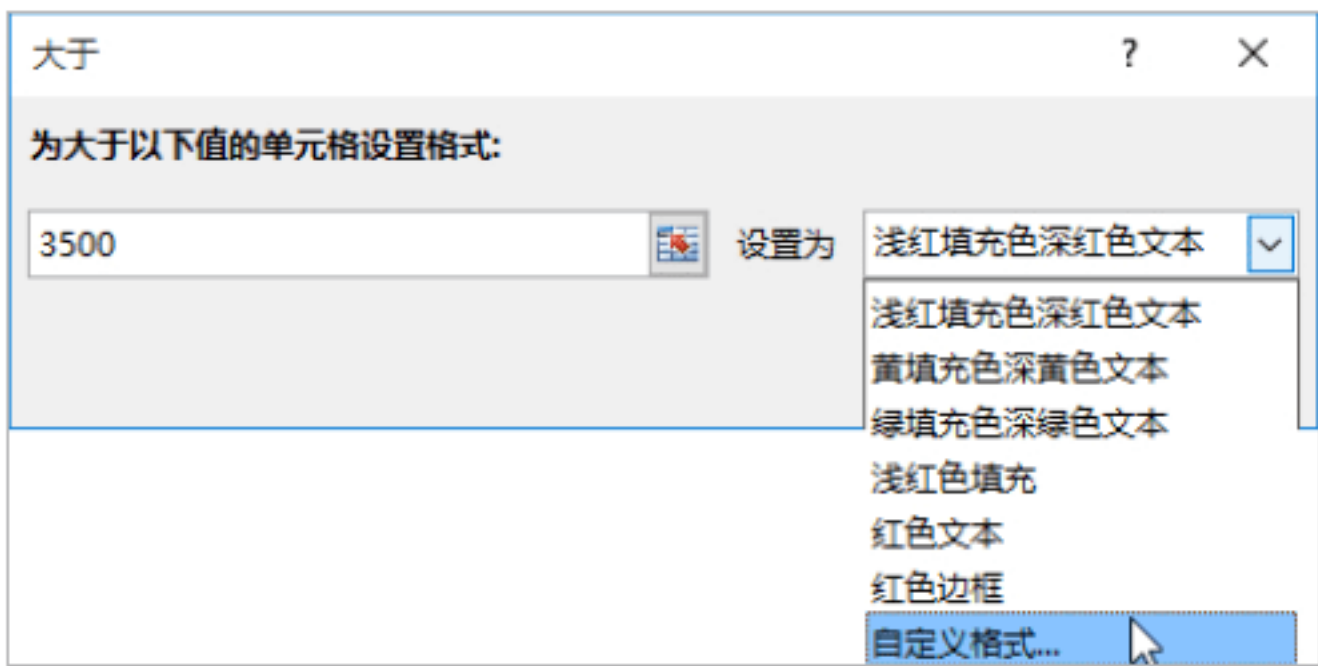 大于 ?
为大于以下值的单元格设置格式:
3500 设置为 浅红填充色深红色文本
浅红填充色深红色文本
黄填充色深黄色文本
绿填充色深绿色文本
浅红色填充
红色文本
红色边框
自定义格式...